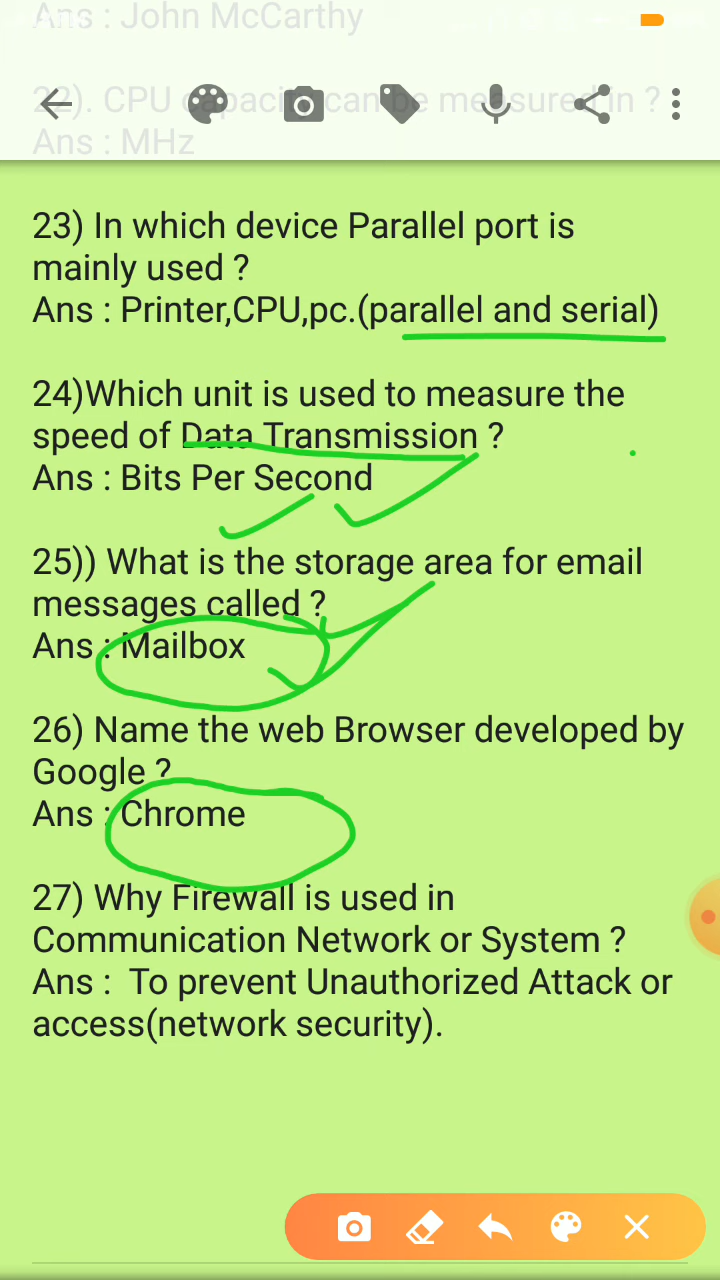 Ans : John McCarthy
22). CPU capacity can be measured in ?
Ans : MHz
23) In which device Parallel port is
mainly used ?
Ans : Printer,CPU,pc.(parallel and serial)
24)Which unit is used to measure the
speed of Data Transmission ?
Ans : Bits Per Second
25)) What is the storage area for email
messages called ?
Ans : Mailbox
26) Name the web Browser developed by
Google ?
Ans : Chrome
27) Why Firewall is used in
Communication Network or System ?
Ans :  To prevent Unauthorized Attack or
access(network security).